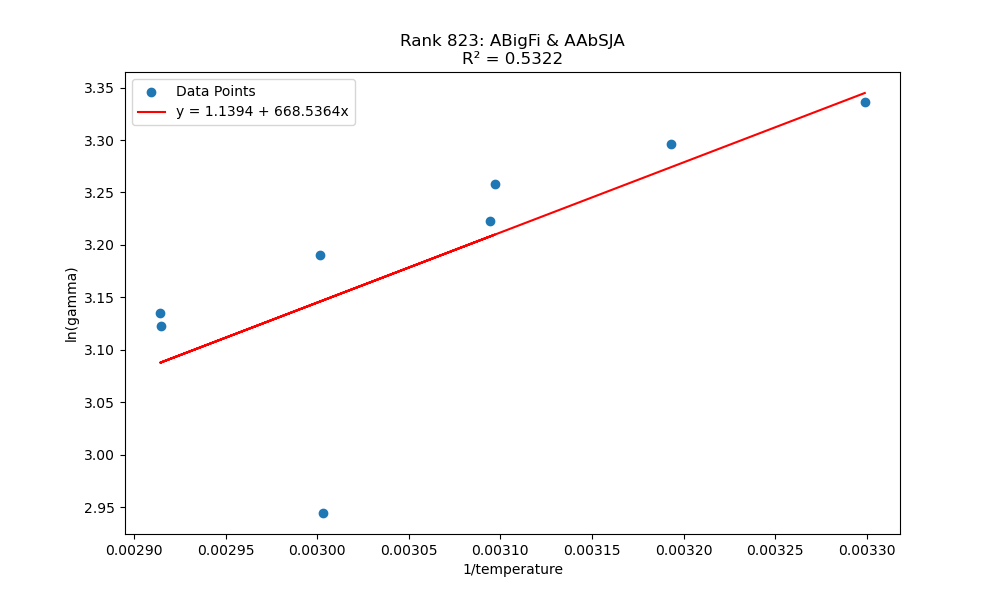 Rank 823: ABigFi & AAbSJA
R² = 0.5322
Data Points
y = 1.1394 + 668.5364x
3.35
3.30
3.25
3.20
3.15
3.10
3.05
3.00
2.95
ln(gamma)
0.00290 0.00295 0.00300 0.00305 0.00310 0.00315 0.00320 0.00325 0.00330
1/temperature